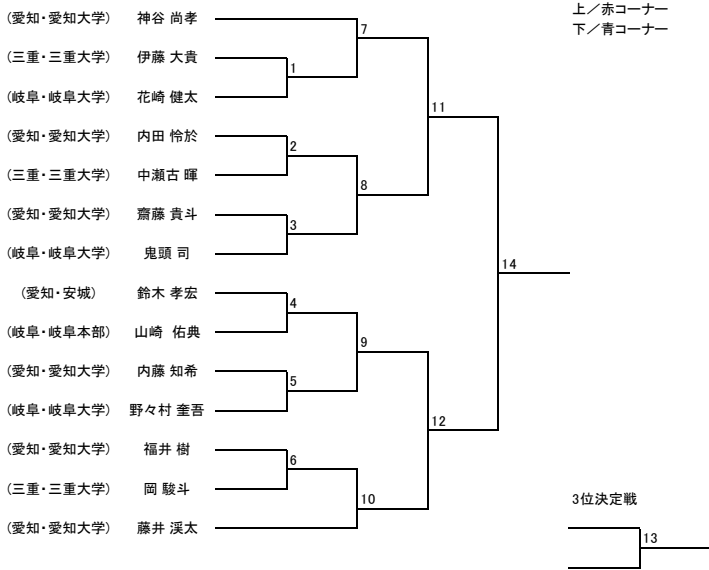 上／赤コーナー
下／青コーナー
(愛知・愛知大学) 神谷 尚孝
7
(三重・三重大学) 伊藤 大貴
1
(岐阜・岐阜大学) 花崎 健太
11
(愛知・愛知大学) 内田 怜於
2
(三重・三重大学) 中瀬古 暉
8
(愛知・愛知大学) 齋藤 貴斗
3
(岐阜・岐阜大学) 鬼頭 司
14
(愛知・安城) 鈴木 孝宏
4
(岐阜・岐阜本部) 山崎 佑典
9
(愛知・愛知大学) 内藤 知希
5
(岐阜・岐阜大学) 野々村 奎吾
12
(愛知・愛知大学) 福井 樹
6
(三重・三重大学) 岡 駿斗
10
(愛知・愛知大学) 藤井 渓太
3位決定戦
13